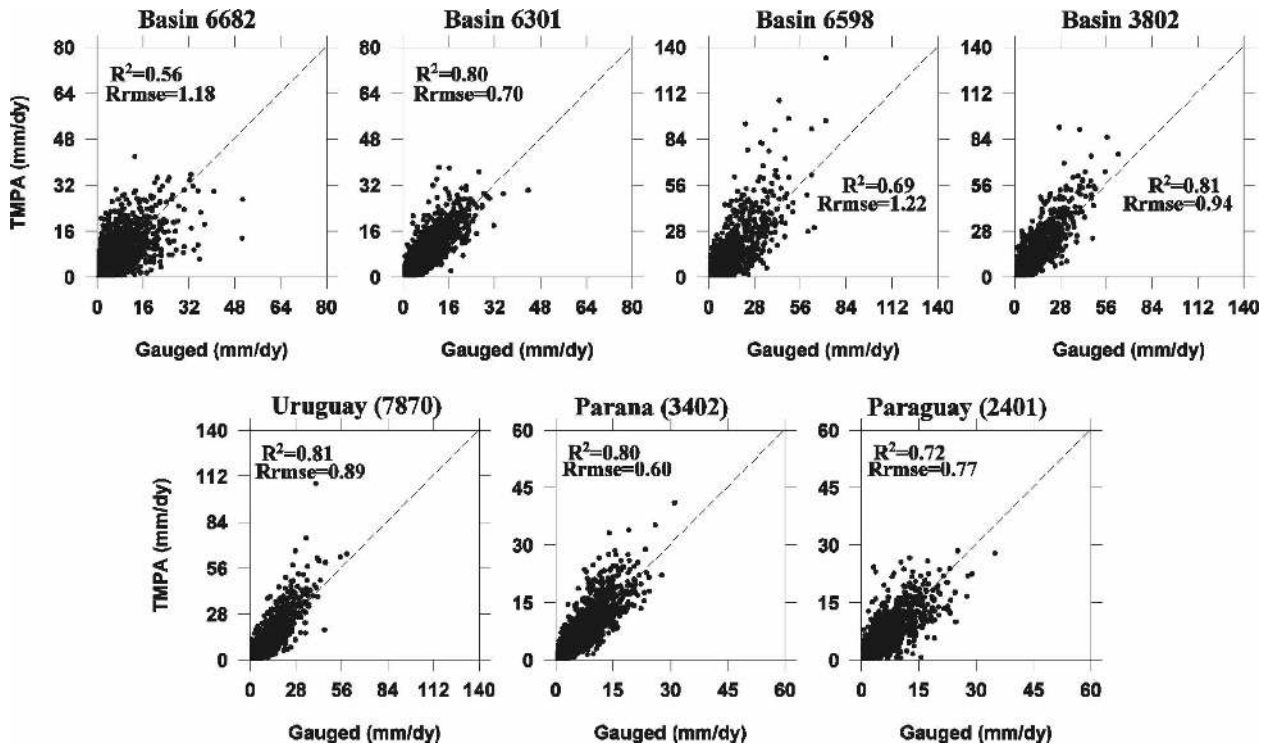 Basin 6682
Basin 6301
Basin 6598
Basin 3802
80
64
48
32
16
0
TMPA (mm/dy)
R²=0.56
Rrmse=1.18
0 16 32 48 64 80
Gauged (mm/dy)
80
64
48
32
16
0
R²=0.80
Rrmse=0.70
0 16 32 48 64 80
Gauged (mm/dy)
140
112
84
56
28
0
R²=0.69
Rrmse=1.22
0 28 56 84 112 140
Gauged (mm/dy)
140
112
84
56
28
0
R²=0.81
Rrmse=0.94
0 28 56 84 112 140
Gauged (mm/dy)
Uruguay (7870)
Parana (3402)
Paraguay (2401)
140
112
84
56
28
0
TMPA (mm/dy)
R²=0.81
Rrmse=0.89
0 28 56 84 112 140
Gauged (mm/dy)
60
45
30
15
0
R²=0.80
Rrmse=0.60
0 15 30 45 60
Gauged (mm/dy)
60
45
30
15
0
R²=0.72
Rrmse=0.77
0 15 30 45 60
Gauged (mm/dy)